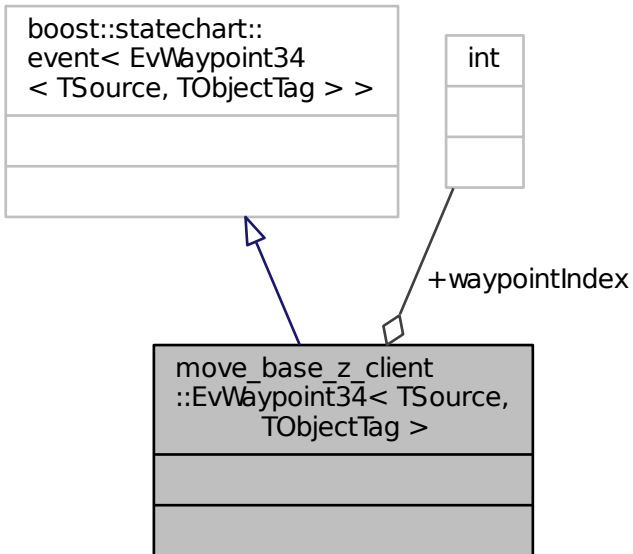 boost::statechart::
event< EvWaypoint34
< TSource, TObjectTag > >
int
+waypointIndex
move_base_z_client
::EvWaypoint34< TSource,
TObjectTag >